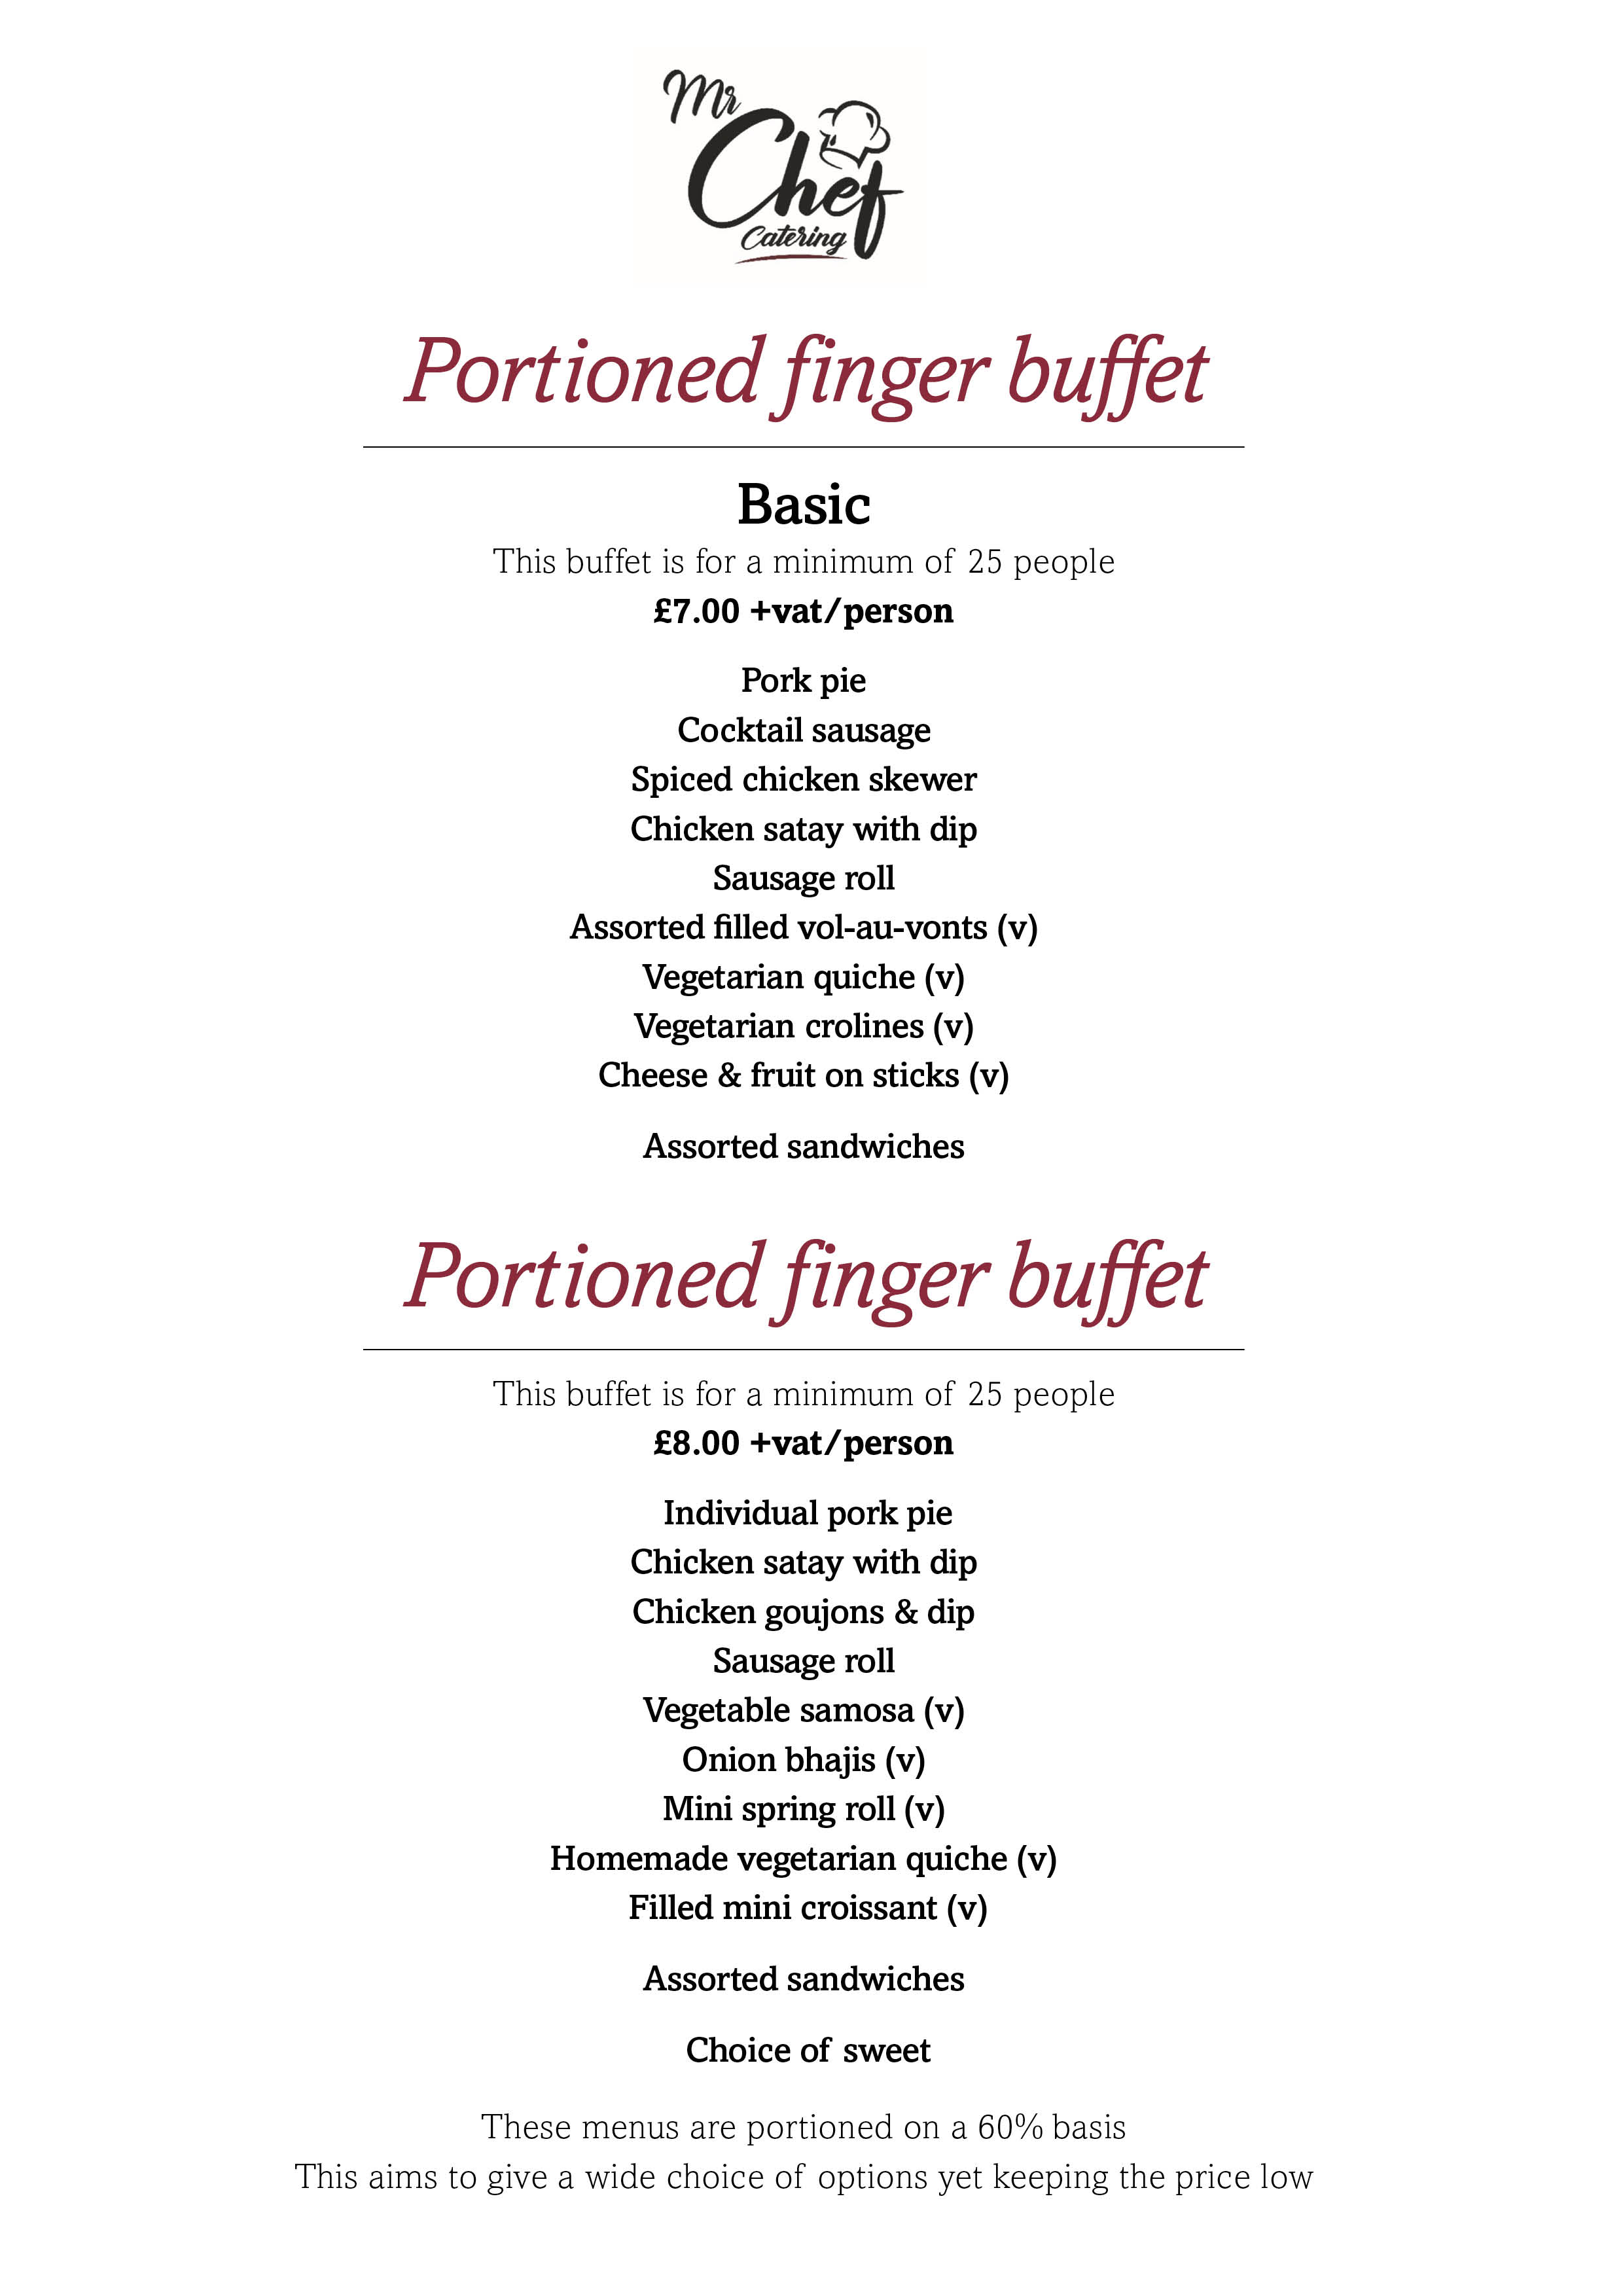 Mr
Chef
Catering
Portioned finger buffet
Basic
This buffet is for a minimum of 25 people
£7.00 +vat/person
Pork pie
Cocktail sausage
Spiced chicken skewer
Chicken satay with dip
Sausage roll
Assorted filled vol-au-vonts (v)
Vegetarian quiche (v)
Vegetarian crolines (v)
Cheese & fruit on sticks (v)
Assorted sandwiches
Portioned finger buffet
This buffet is for a minimum of 25 people
£8.00 +vat/person
Individual pork pie
Chicken satay with dip
Chicken goujons & dip
Sausage roll
Vegetable samosa (v)
Onion bhajis (v)
Mini spring roll (v)
Homemade vegetarian quiche (v)
Filled mini croissant (v)
Assorted sandwiches
Choice of sweet
These menus are portioned on a 60% basis
This aims to give a wide choice of options yet keeping the price low